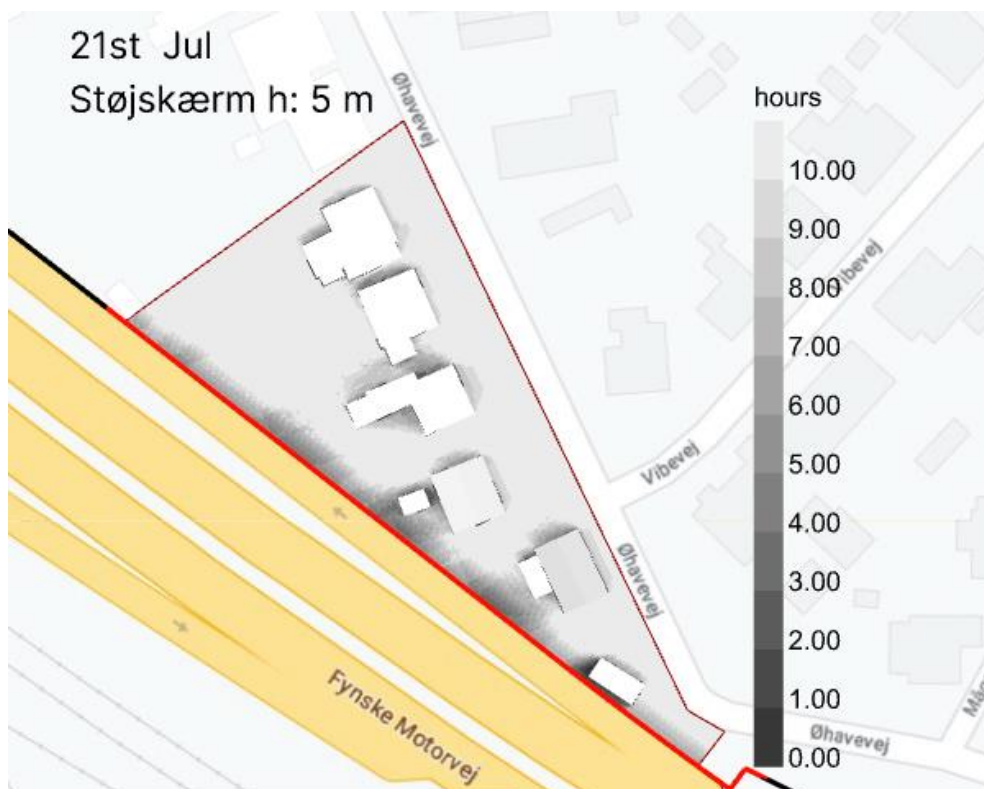 21st Jul
Støjskærm h: 5 m
Øhavevej
hours
10.00
9.00
8.00
Vibevej
7.00
6.00
5.00
Vibevej
4.00
Øhavevej
3.00
2.00
1.00
Fynske Motorvej
Øhavevej
0.00